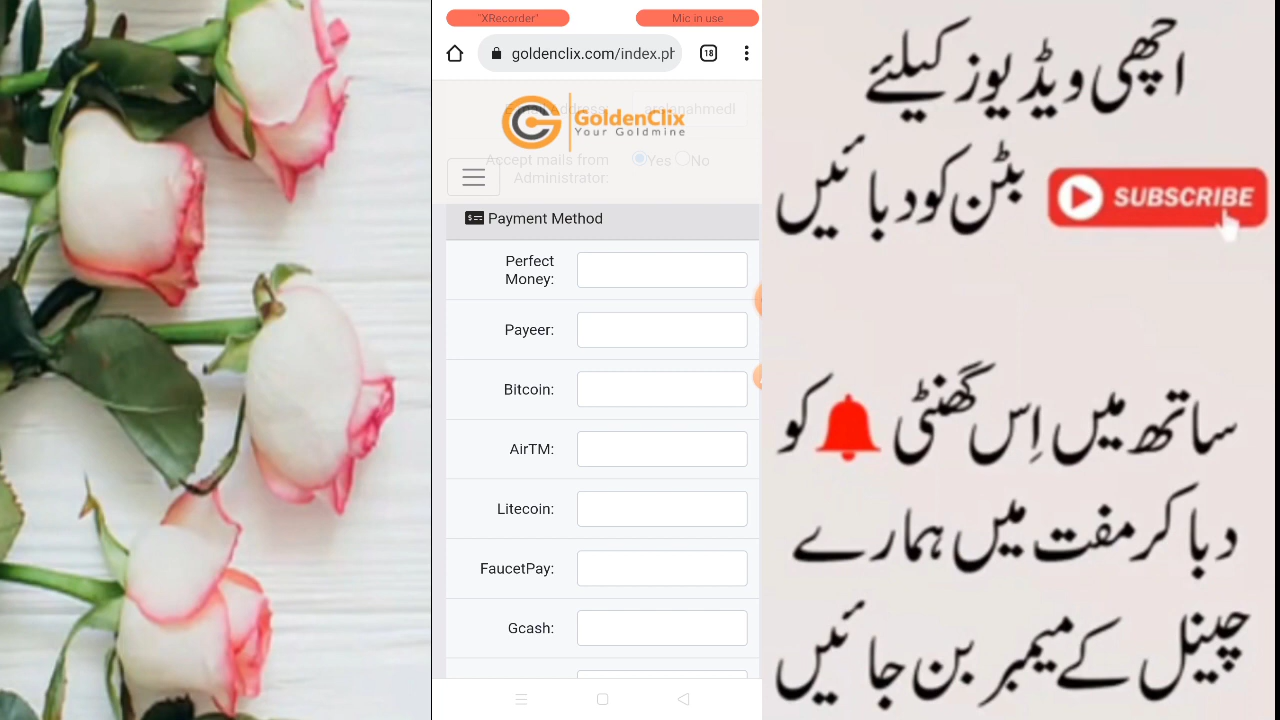 "XRecorder"
Mic in use
goldenclix.com/index.ph
18
GoldenClix
Your Goldmine
Address:
Accept mails from
Administrator:
Yes
No
Payment Method
Perfect
Money:
Payeer:
Bitcoin:
AirTM:
Litecoin:
FaucetPay:
Gcash:
اچھی ویڈیوز کیلئے
بٹن کو دبائیں
SUBSCRIBE
ساتھ میں اِس گھنٹی کو
دبا کر مفت میں ہمارے
چینل کے میمبر بن جائیں